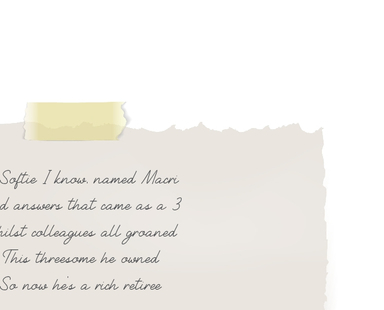 Softie I know, named Macri
answers that came as a 3
colleagues all groaned
This threesome he owned
So now he's a rich retiree